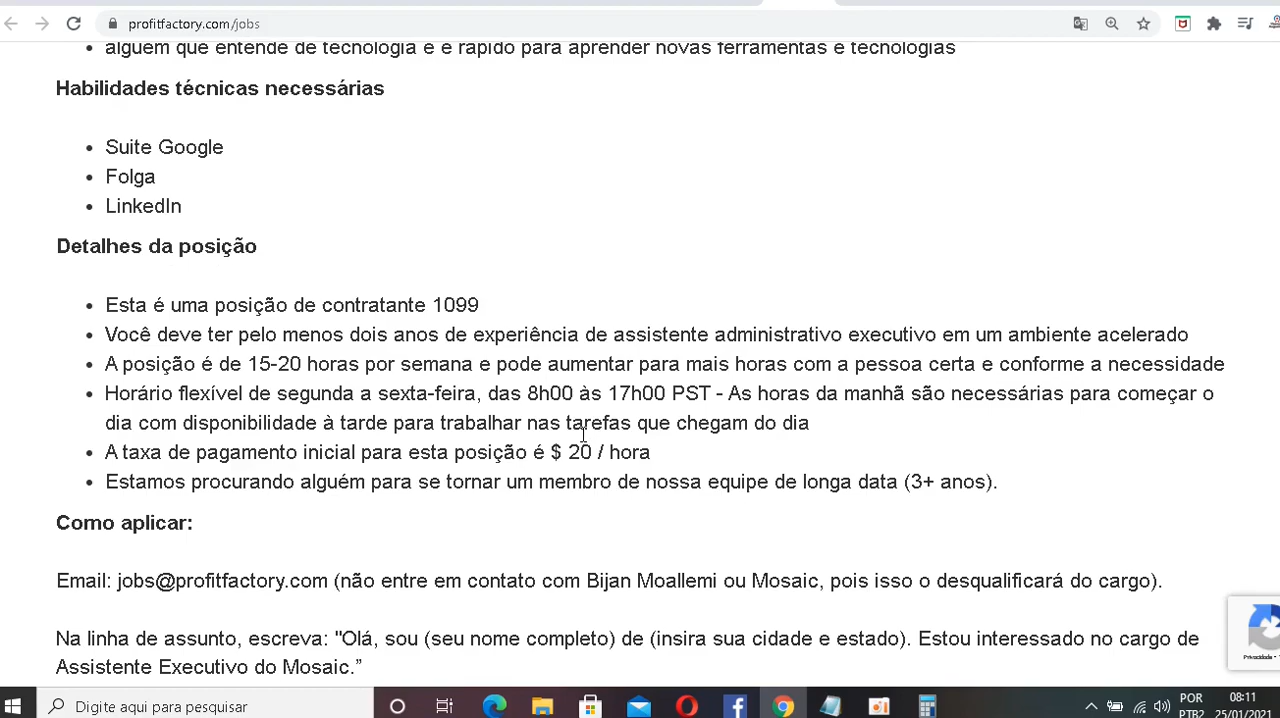 profitfactory.com/jobs
alguém que entende de tecnologia e é rápido para aprender novas ferramentas e tecnologias
Habilidades técnicas necessárias
• Suite Google
• Folga
• LinkedIn
Detalhes da posição
• Esta é uma posição de contratante 1099
• Você deve ter pelo menos dois anos de experiência de assistente administrativo executivo em um ambiente acelerado
• A posição é de 15-20 horas por semana e pode aumentar para mais horas com a pessoa certa e conforme a necessidade
• Horário flexível de segunda a sexta-feira, das 8h00 às 17h00 PST - As horas da manhã são necessárias para começar o
dia com disponibilidade à tarde para trabalhar nas tarefas que chegam do dia
• A taxa de pagamento inicial para esta posição é $ 20 / hora
• Estamos procurando alguém para se tornar um membro de nossa equipe de longa data (3+ anos).
Como aplicar:
Email: jobs@profitfactory.com (não entre em contato com Bijan Moallemi ou Mosaic, pois isso o desqualificará do cargo).
Na linha de assunto, escreva: "Olá, sou (seu nome completo) de (insira sua cidade e estado). Estou interessado no cargo de
Assistente Executivo do Mosaic.”
Privacidade
Digite aqui para pesquisar
POR
PTB2
08:11
25/01/2021